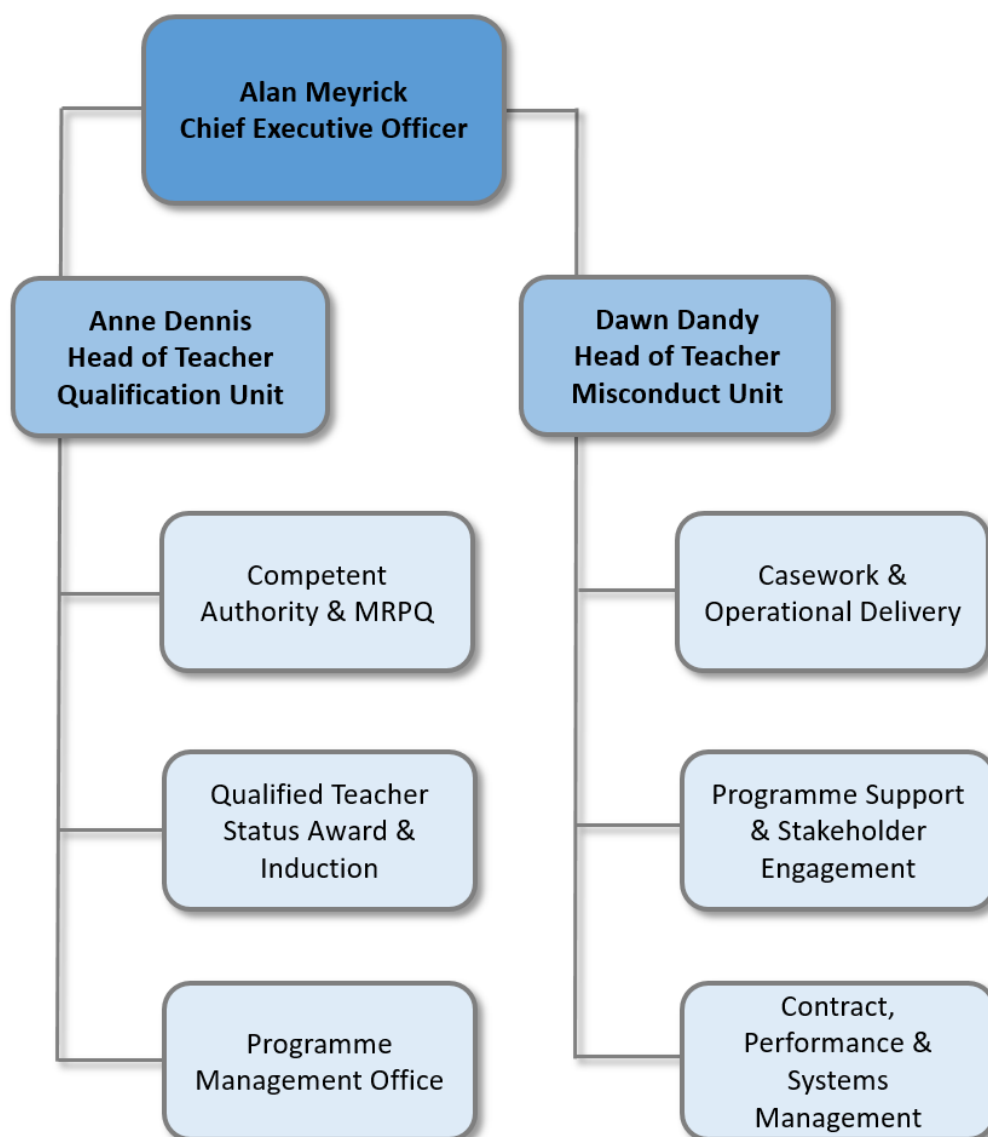 Alan Meyrick
Chief Executive Officer
Anne Dennis
Head of Teacher
Qualification Unit
Dawn Dandy
Head of Teacher
Misconduct Unit
Competent
Authority & MRPQ
Casework &
Operational Delivery
Qualified Teacher
Status Award &
Induction
Programme Support
& Stakeholder
Engagement
Programme
Management Office
Contract,
Performance &
Systems
Management